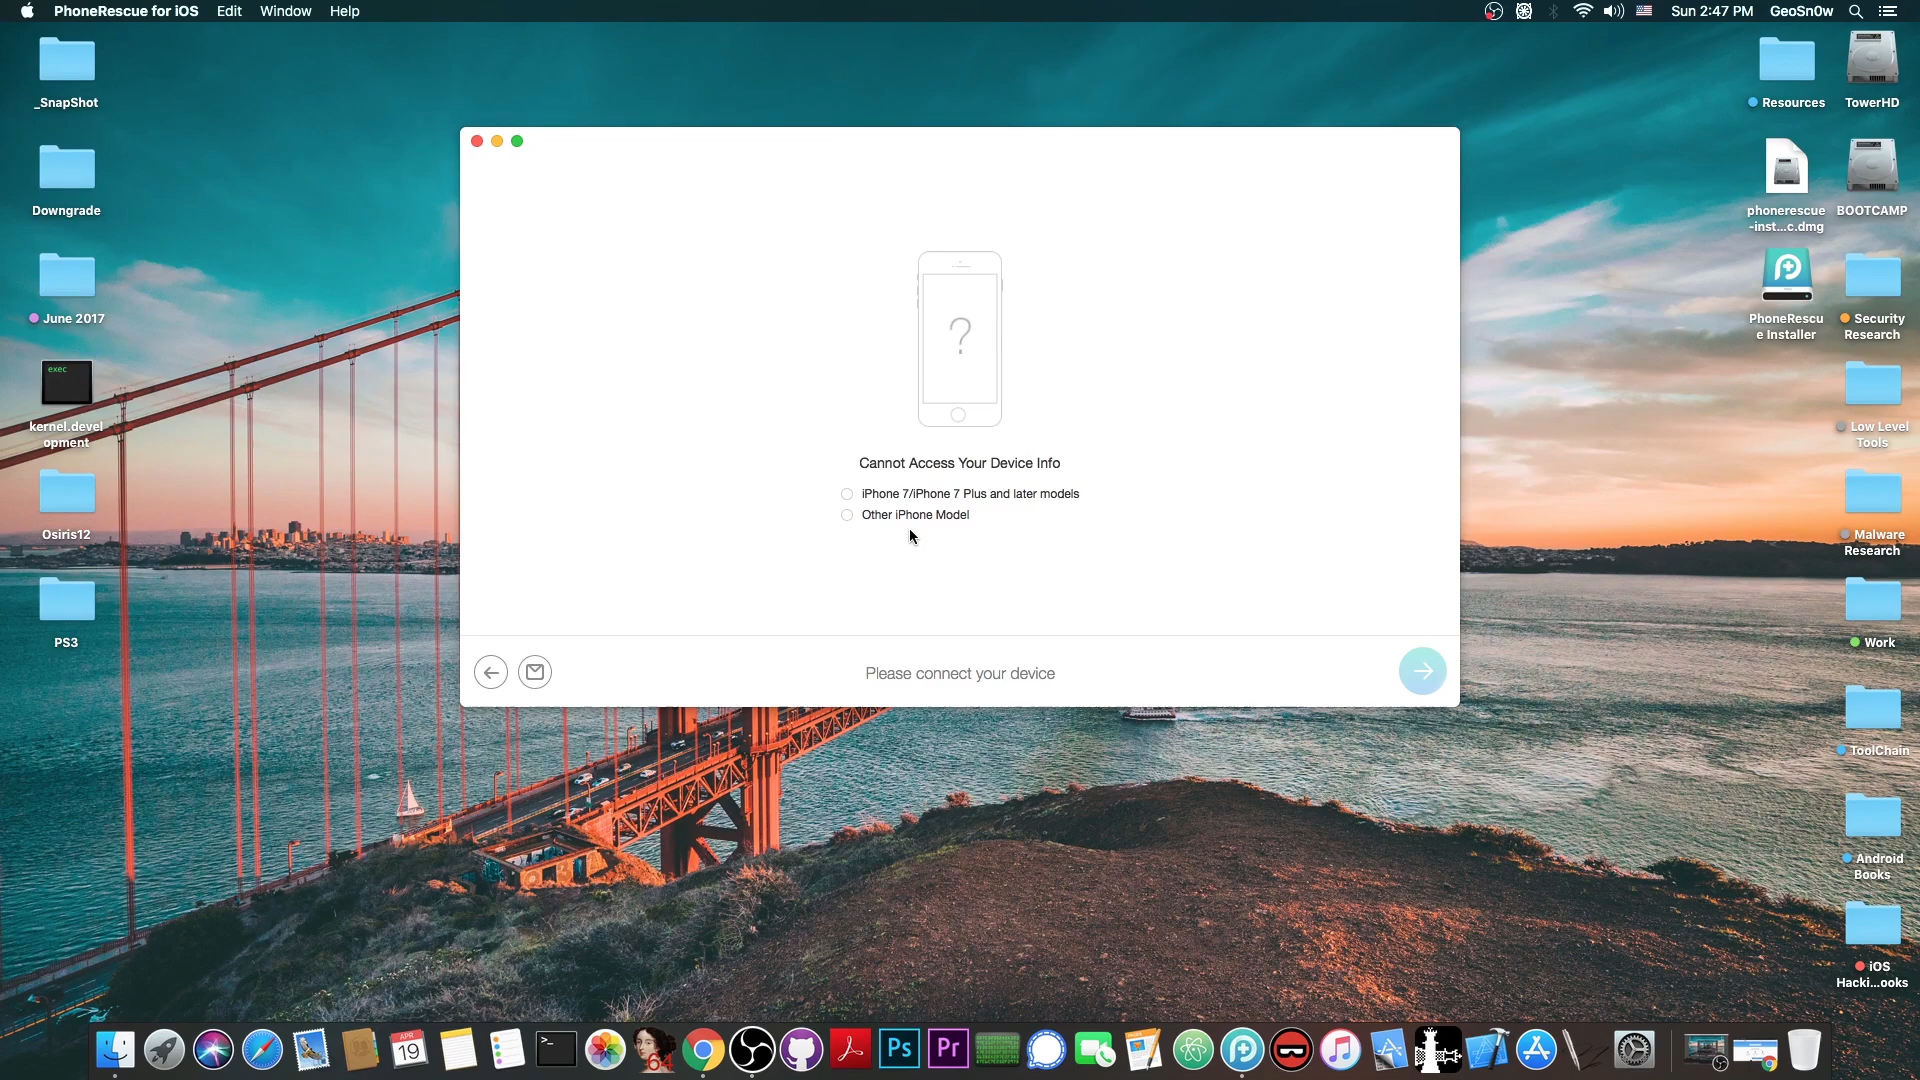 PhoneRescue for iOS Edit Window Help
Sun 2:47 PM GeoSn0w
_SnapShot
Downgrade
June 2017
exec
kernel.devel
opment
Osiris12
PS3
Resources
TowerHD
phonerescue
-inst...c.dmg
BOOTCAMP
PhoneRescu
e Installer
Security
Research
Low Level
Tools
Malware
Research
Work
ToolChain
Android
Books
iOS
Hacki...ooks
?
Cannot Access Your Device Info
iPhone 7/iPhone 7 Plus and later models
Other iPhone Model
Please connect your device
APR
19
>_
64
Ps
Pr